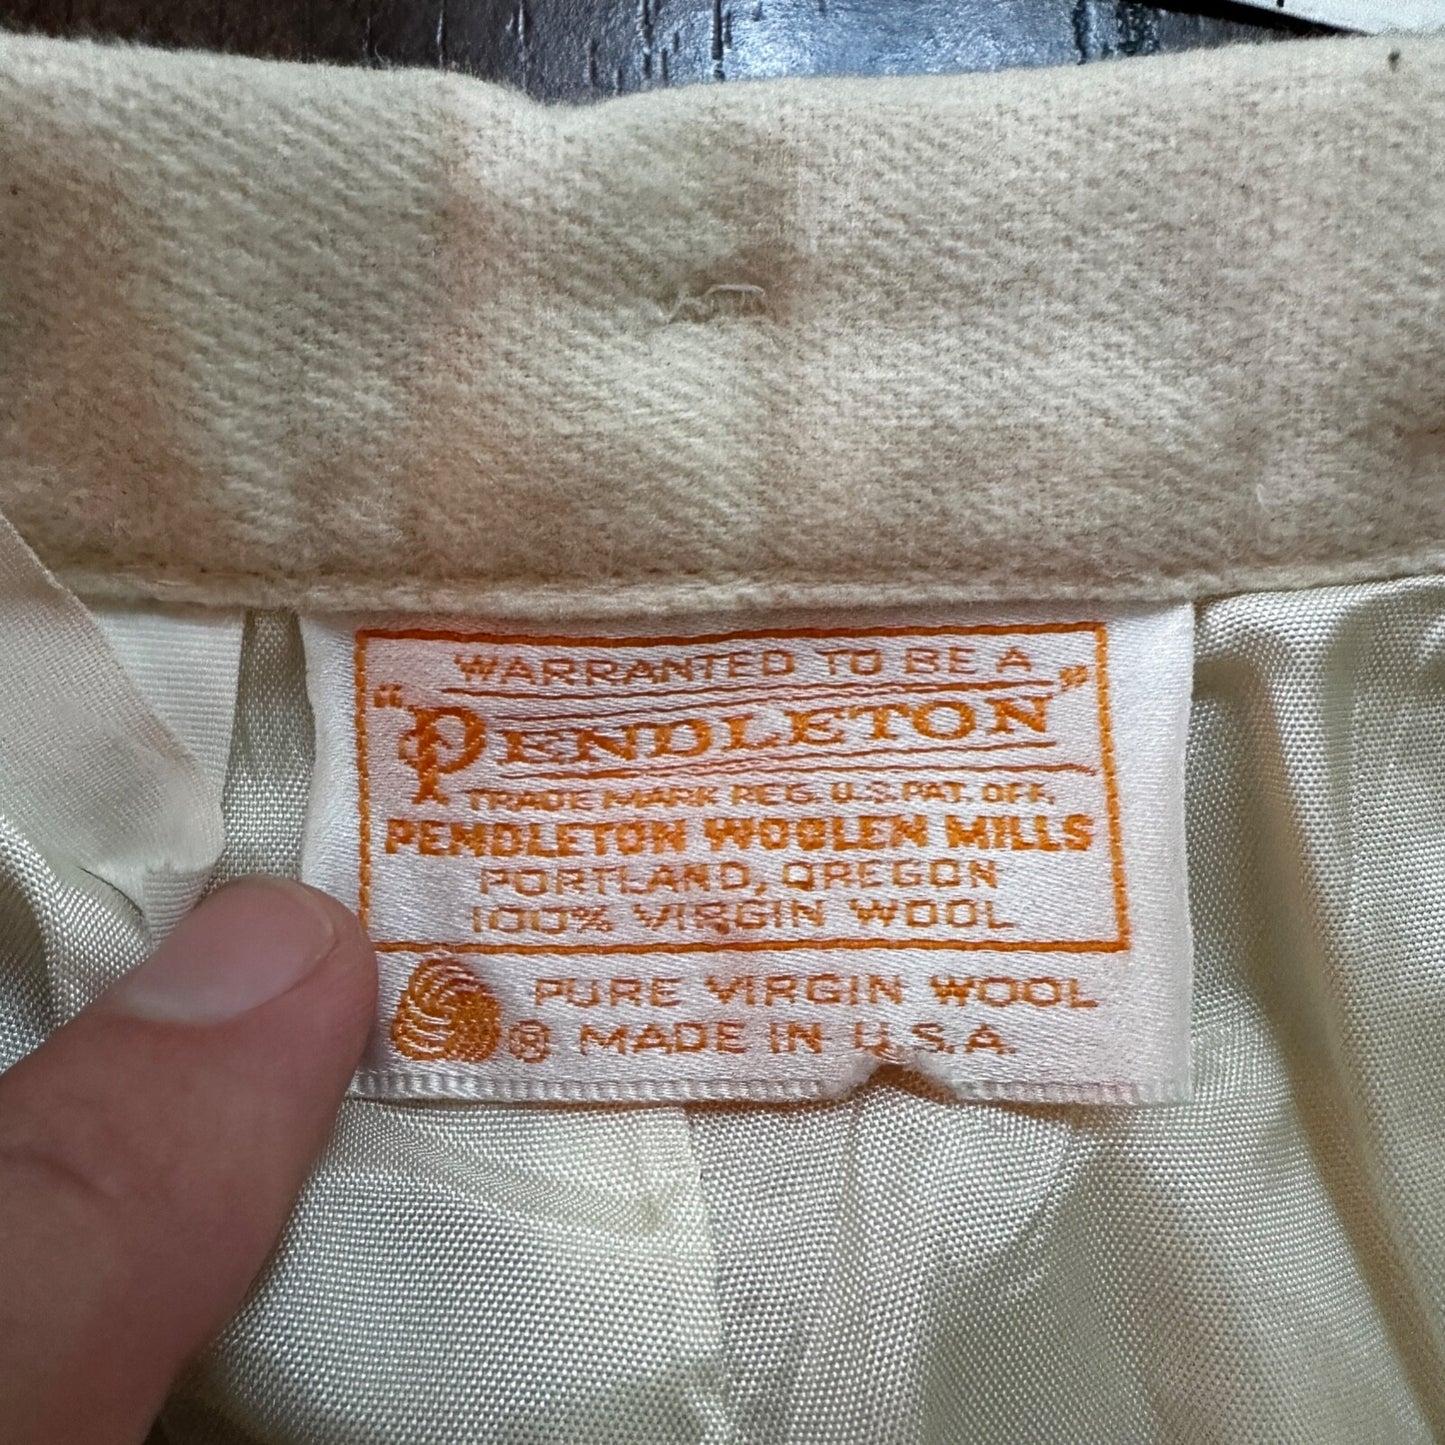 WARRANTED TO BE A
"PENDLETON"
TRADE MARK REG. U.S. PAT. OFF.
PENDLETON WOOLEN MILLS
PORTLAND, OREGON
100% VIRGIN WOOL
PURE VIRGIN WOOL
® MADE IN U.S.A.